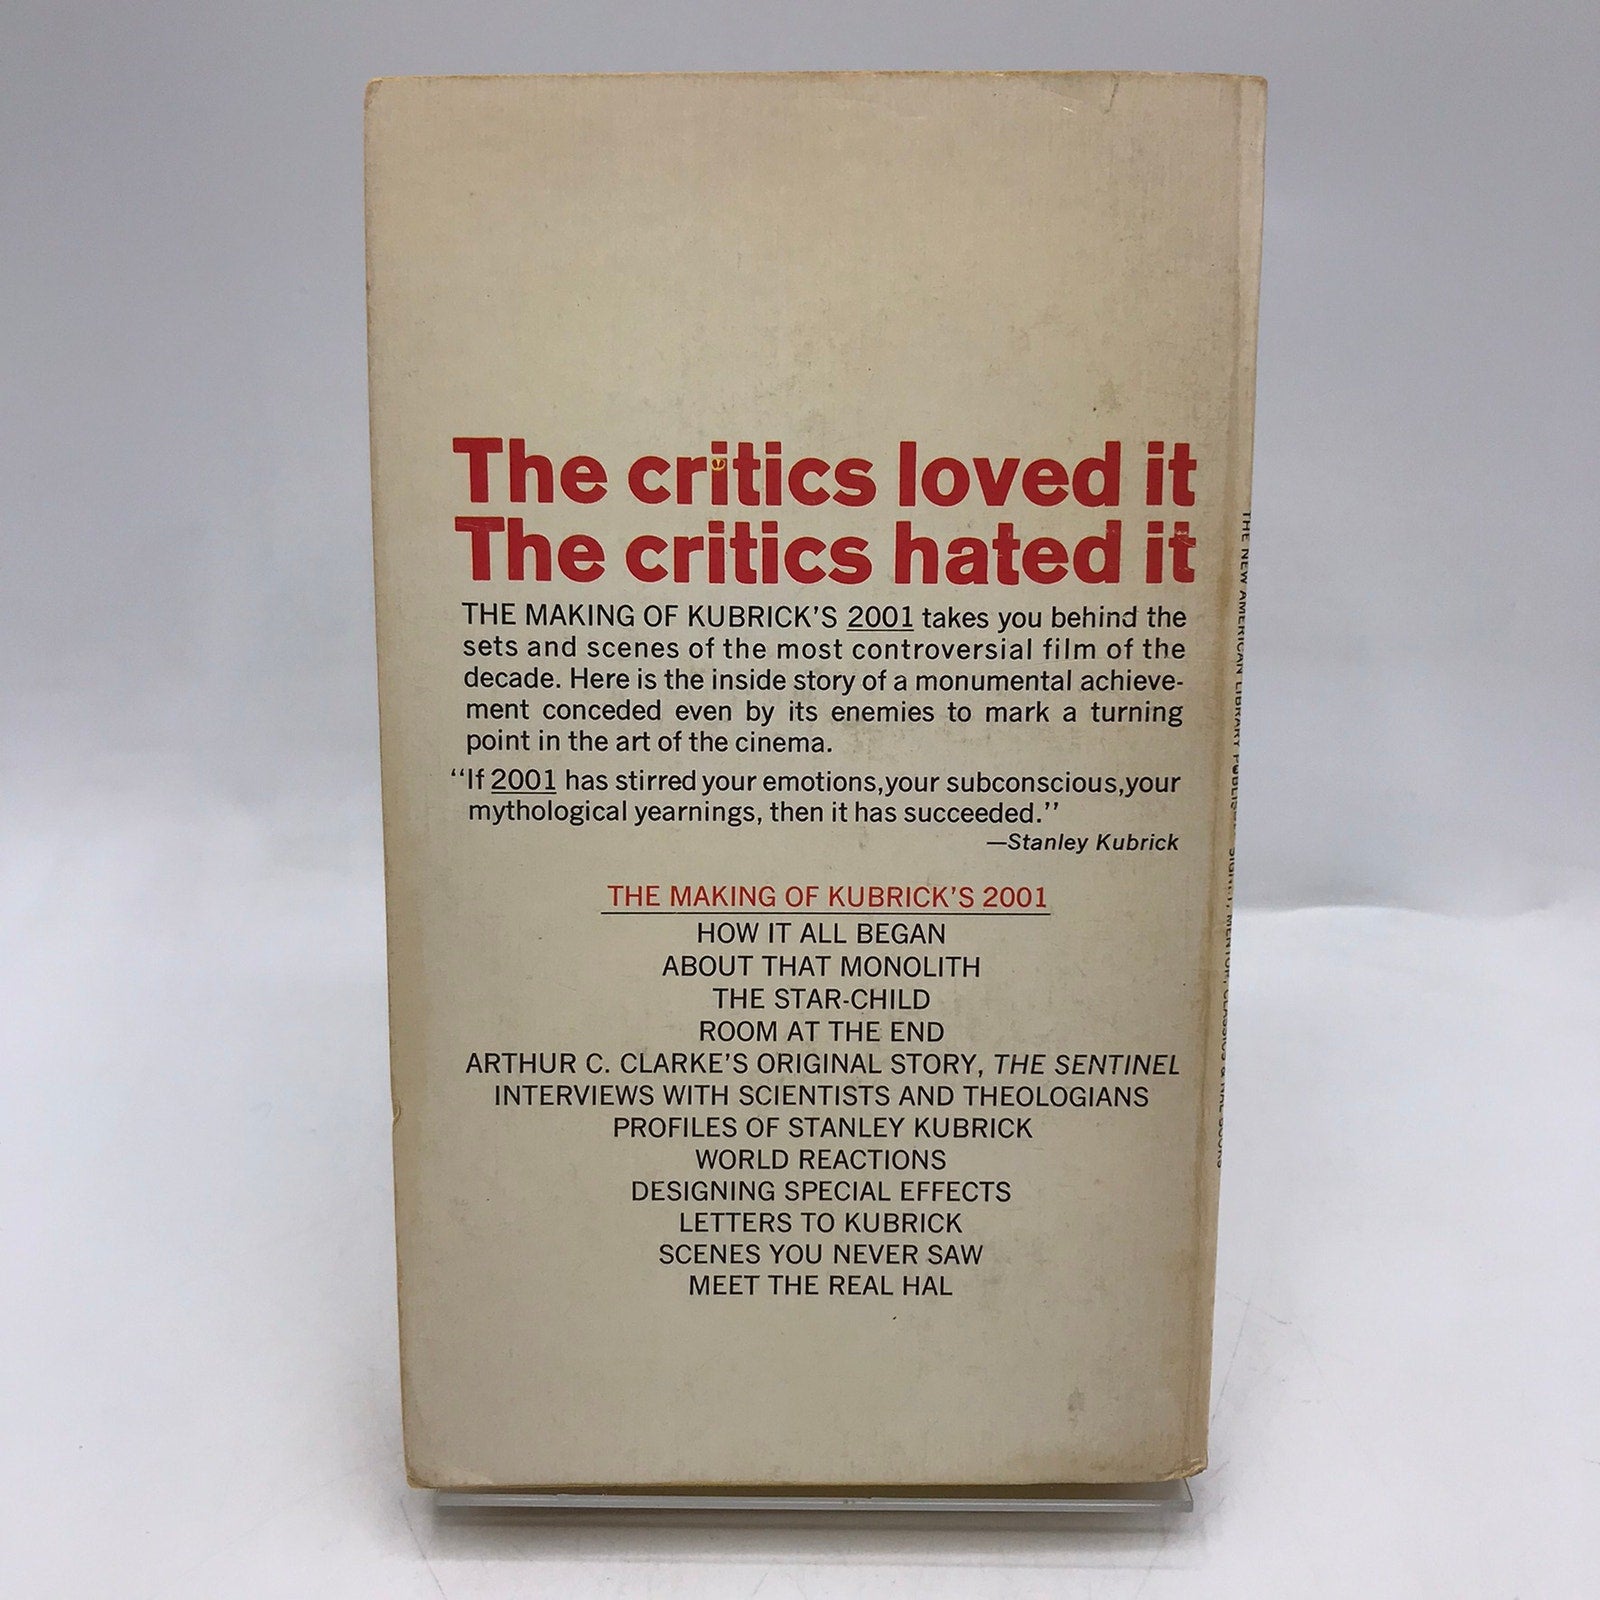 The critics loved it
The critics hated it
THE MAKING OF KUBRICK'S 2001 takes you behind the
sets and scenes of the most controversial film of the
decade. Here is the inside story of a monumental achieve-
ment conceded even by its enemies to mark a turning
point in the art of the cinema.
“If 2001 has stirred your emotions,your subconscious,your
mythological yearnings, then it has succeeded.”
—Stanley Kubrick
THE MAKING OF KUBRICK'S 2001
HOW IT ALL BEGAN
ABOUT THAT MONOLITH
THE STAR-CHILD
ROOM AT THE END
ARTHUR C. CLARKE'S ORIGINAL STORY, THE SENTINEL
INTERVIEWS WITH SCIENTISTS AND THEOLOGIANS
PROFILES OF STANLEY KUBRICK
WORLD REACTIONS
DESIGNING SPECIAL EFFECTS
LETTERS TO KUBRICK
SCENES YOU NEVER SAW
MEET THE REAL HAL
THE NEW AMERICAN LIBRARY